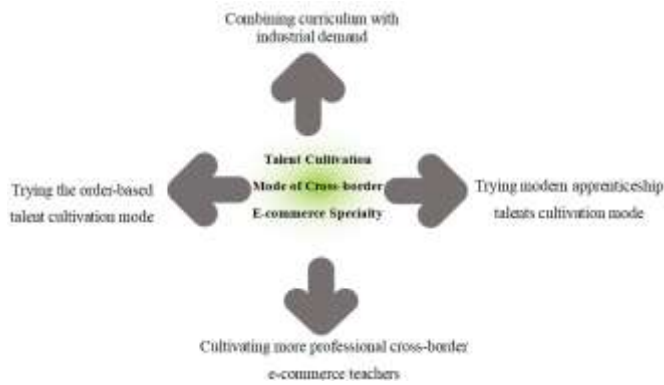 Combining curriculum with
industrial demand
Talent Cultivation
Mode of Cross-border
E-commerce Specialty
Trying the order-based
talent cultivation mode
Trying modern apprenticeship
talents cultivation mode
Cultivating more professional cross-border
e-commerce teachers